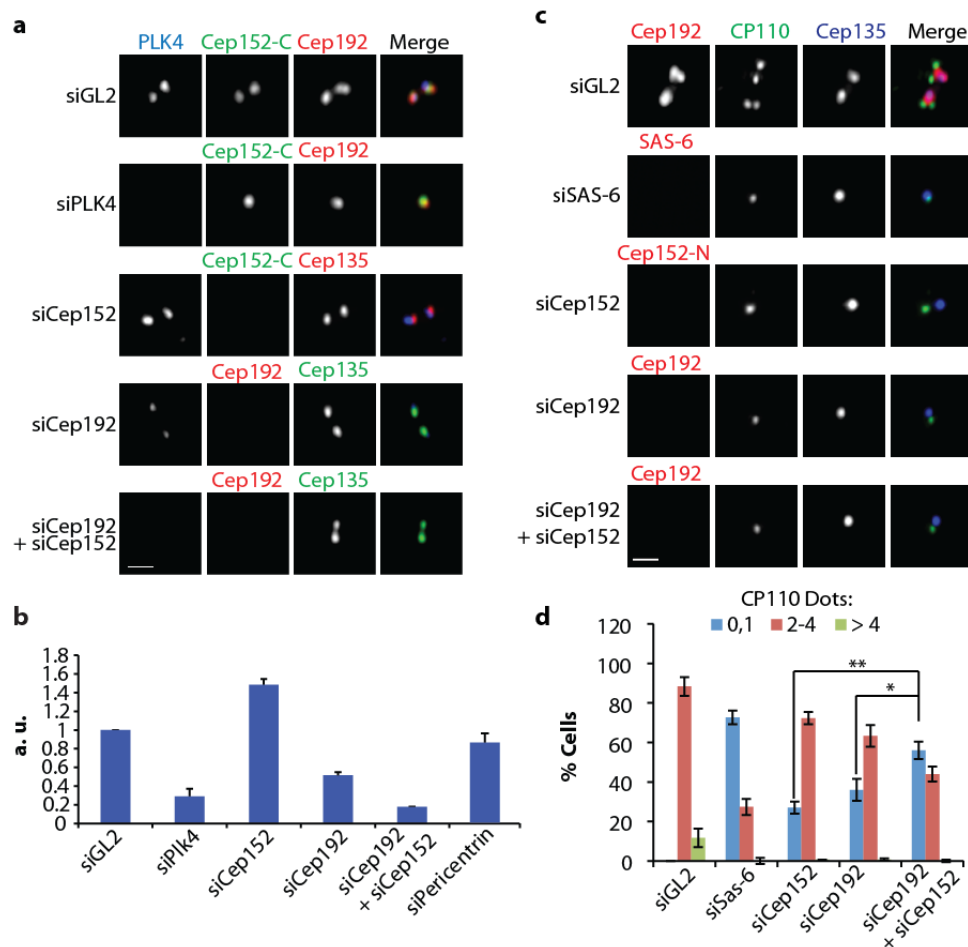 a
PLK4 Cep152-C Cep192 Merge
siGL2
Cep152-C Cep192
siPLK4
Cep152-C Cep135
siCep152
Cep192 Cep135
siCep192
Cep192 Cep135
siCep192
+ siCep152
b
a. u.
1.8
1.6
1.4
1.2
1
0.8
0.6
0.4
0.2
0
siGL2
siPlk4
siCep152
siCep192
siCep192
+ siCep152
siPericentrin
c
Cep192 CP110 Cep135 Merge
siGL2
SAS-6
siSAS-6
Cep152-N
siCep152
Cep192
siCep192
Cep192
siCep192
+ siCep152
d
CP110 Dots:
0,1 2-4 > 4
% Cells
120
100
80
60
40
20
0
**
*
siGL2
siSas-6
siCep152
siCep192
siCep192
+ siCep152